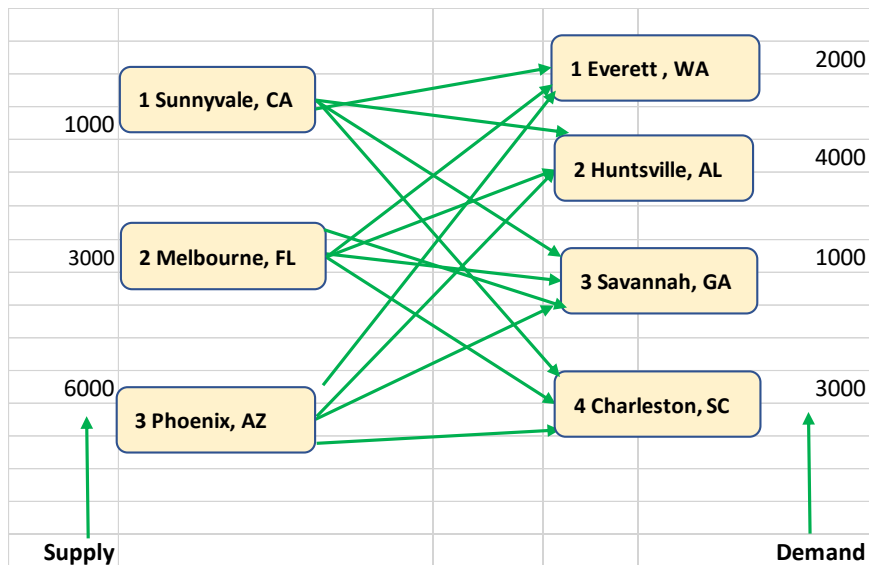 1 Everett , WA
2000
1 Sunnyvale, CA
1000
4000
2 Huntsville, AL
2 Melbourne, FL
3000
1000
3 Savannah, GA
6000
3000
4 Charleston, SC
3 Phoenix, AZ
Supply
Demand